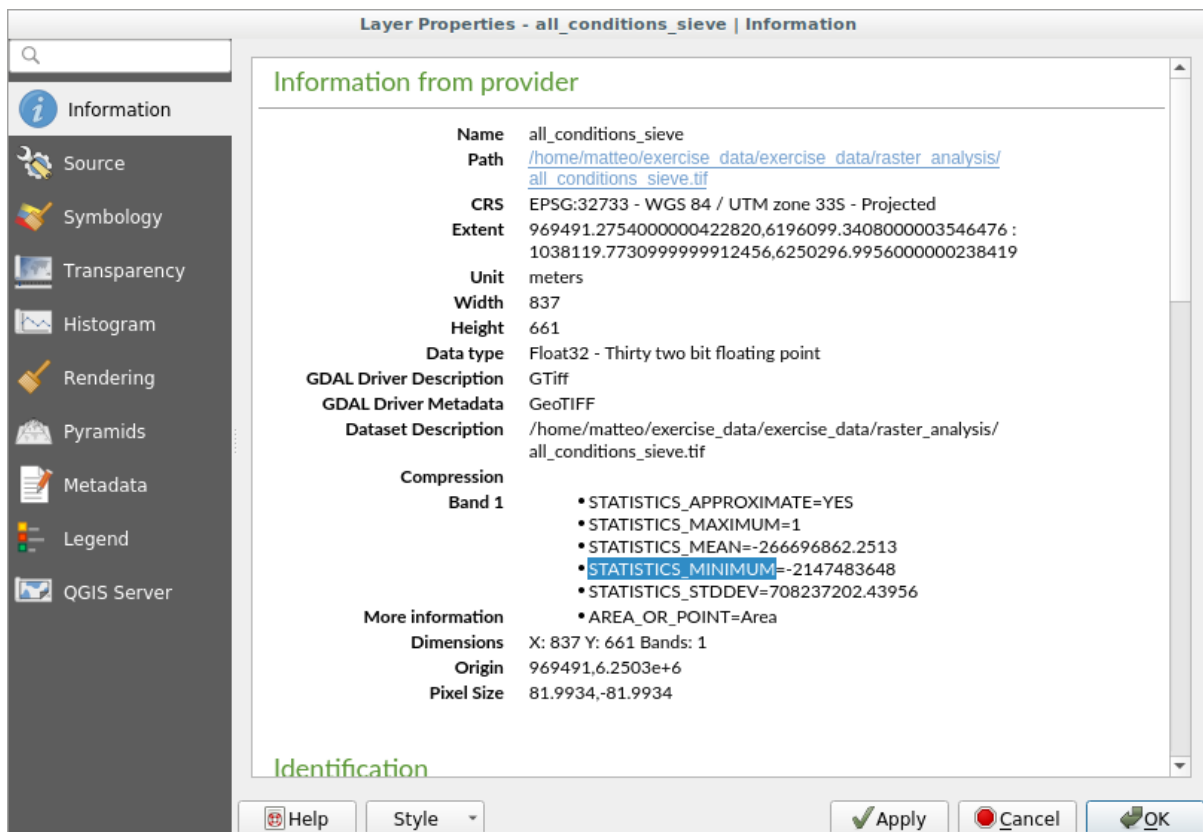 Layer Properties - all_conditions_sieve | Information
Information
Source
Symbology
Transparency
Histogram
Rendering
Pyramids
Metadata
Legend
QGIS Server
Information from provider
Name all_conditions_sieve
Path /home/matteo/exercise_data/exercise_data/raster_analysis/
all_conditions_sieve.tif
CRS EPSG:32733 - WGS 84 / UTM zone 33S - Projected
Extent 969491.2754000000422820,6196099.3408000003546476 :
1038119.7730999999912456,6250296.9956000000238419
Unit meters
Width 837
Height 661
Data type Float32 - Thirty two bit floating point
GDAL Driver Description GTiff
GDAL Driver Metadata GeoTIFF
Dataset Description /home/matteo/exercise_data/exercise_data/raster_analysis/
all_conditions_sieve.tif
Compression
Band 1 • STATISTICS_APPROXIMATE=YES
• STATISTICS_MAXIMUM=1
• STATISTICS_MEAN=-266696862.2513
• STATISTICS_MINIMUM=-2147483648
• STATISTICS_STDDEV=708237202.43956
More information • AREA_OR_POINT=Area
Dimensions X: 837 Y: 661 Bands: 1
Origin 969491,6.2503e+6
Pixel Size 81.9934,-81.9934
Identification
Help Style Apply Cancel OK